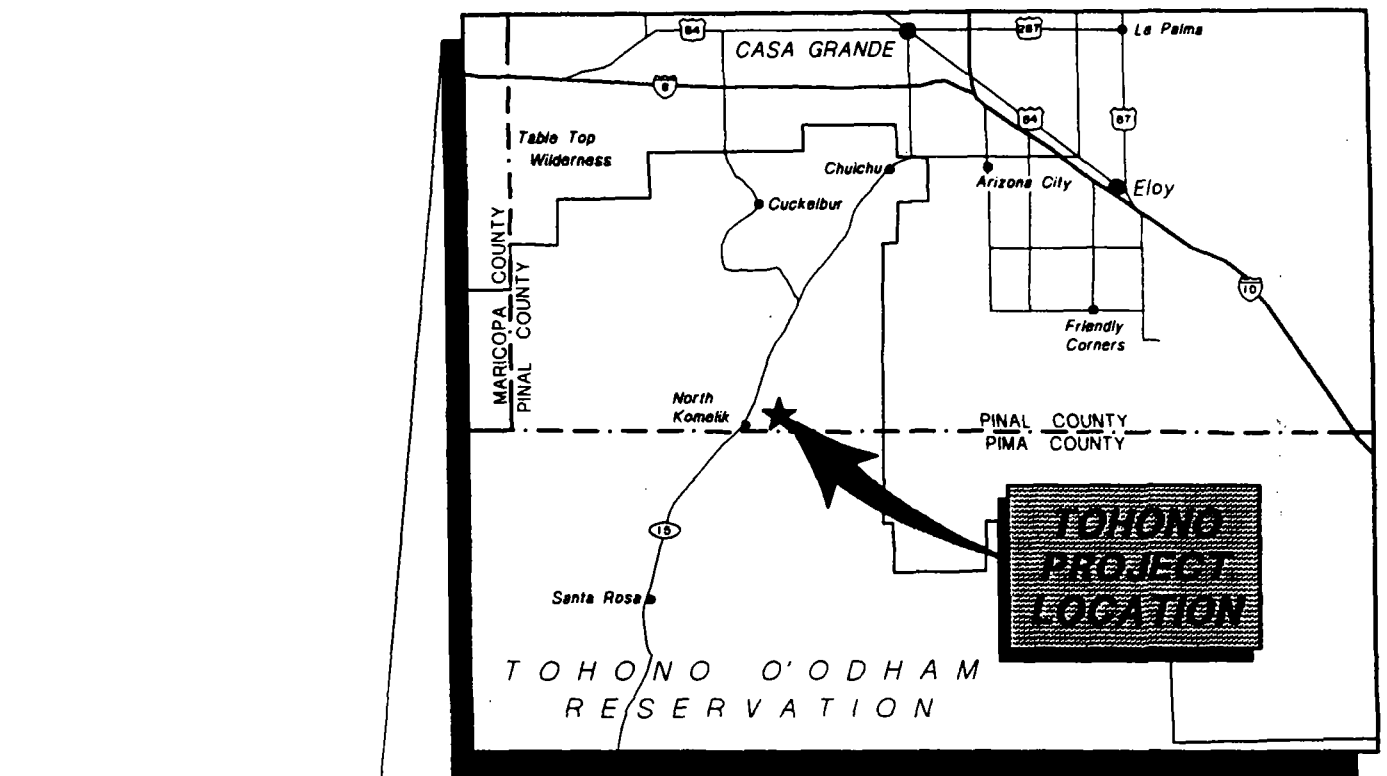 84
CASA GRANDE
287
La Palma
8
84
87
Table Top
Wilderness
Chuichu
Arizona City
Eloy
Cuckelbur
MARICOPA COUNTY
PINAL COUNTY
10
Friendly
Corners
North
Komelik
PINAL COUNTY
PIMA COUNTY
TOHONO
PROJECT
LOCATION
15
Santa Rosa
TOHONO O'ODHAM
RESERVATION